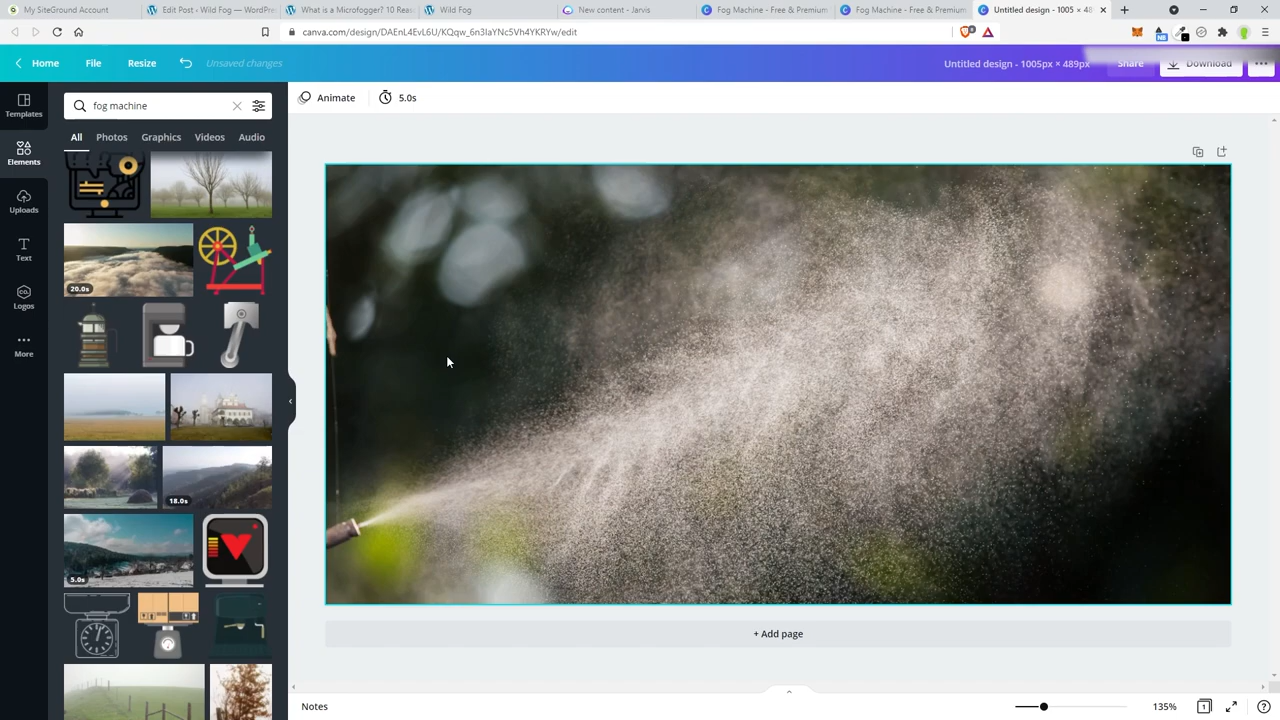 My SiteGround Account
Edit Post ‹ Wild Fog — WordPre
What is a Microfogger? 10 Rea
Wild Fog
New content - Jarvis
Fog Machine - Free & Premium
Fog Machine - Free & Premium
Untitled design - 1005 × 48
canva.com/design/DAEnL4EvL6U/KQqw_6n3laYNc5Vh4YKRYw/edit
Home
File
Resize
Unsaved changes
Untitled design - 1005px × 489px
Share
Download
Templates
Elements
Uploads
Text
Logos
More
fog machine
All
Photos
Graphics
Videos
Audio
20.0s
18.0s
5.0s
Animate
5.0s
+ Add page
Notes
135%
1